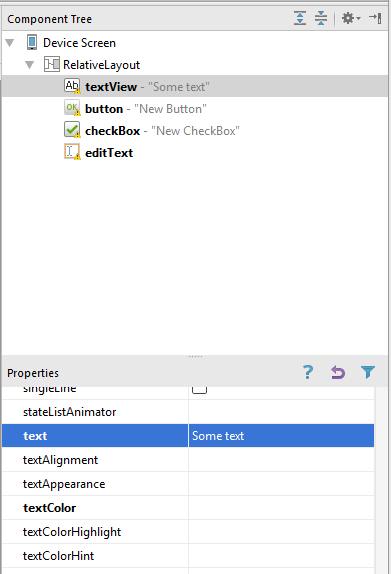 Component Tree
Device Screen
RelativeLayout
Ab textView - "Some text"
OK button - "New Button"
checkBox - "New CheckBox"
editText
Properties
?
singleLine
stateListAnimator
text Some text
textAlignment
textAppearance
textColor
textColorHighlight
textColorHint